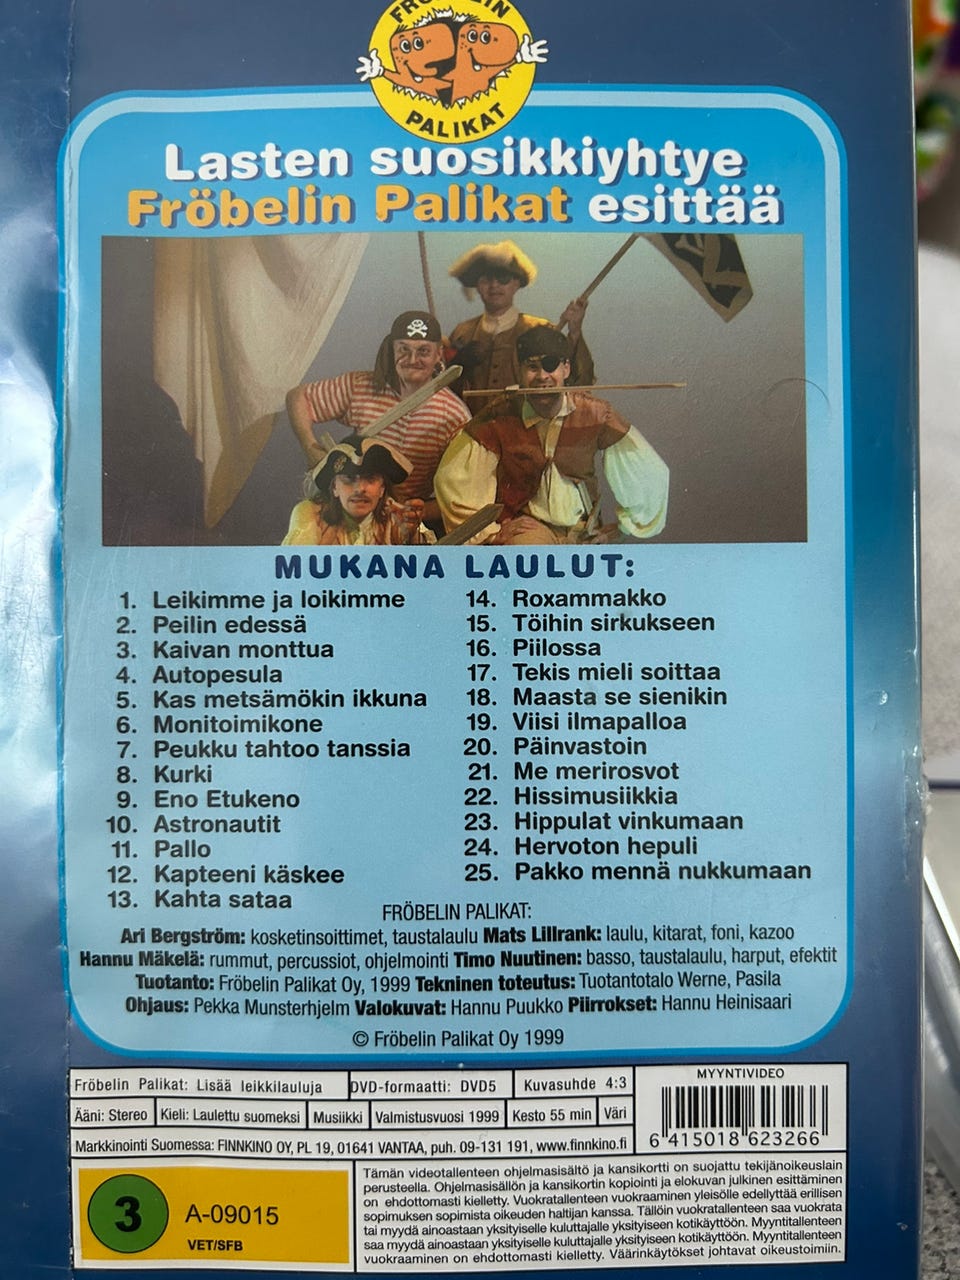 FRÖBELIN
PALIKAT
Lasten suosikkiyhtye
Fröbelin Palikat esittää
MUKANA LAULUT:
1. Leikimme ja loikimme
2. Peilin edessä
3. Kaivan monttua
4. Autopesula
5. Kas metsämökin ikkuna
6. Monitoimikone
7. Peukku tahtoo tanssia
8. Kurki
9. Eno Etukeno
10. Astronautit
11. Pallo
12. Kapteeni käskee
13. Kahta sataa
14. Roxammakko
15. Töihin sirkukseen
16. Piilossa
17. Tekis mieli soittaa
18. Maasta se sienikin
19. Viisi ilmapalloa
20. Päinvastoin
21. Me merirosvot
22. Hissimusiikkia
23. Hippulat vinkumaan
24. Hervoton hepuli
25. Pakko mennä nukkumaan
FRÖBELIN PALIKAT:
Ari Bergström: kosketinsoittimet, taustalaulu Mats Lillrank: laulu, kitarat, foni, kazoo
Hannu Mäkelä: rummut, percussiot, ohjelmointi Timo Nuutinen: basso, taustalaulu, harput, efektit
Tuotanto: Fröbelin Palikat Oy, 1999 Tekninen toteutus: Tuotantotalo Werne, Pasila
Ohjaus: Pekka Munsterhjelm Valokuvat: Hannu Puukko Piirrokset: Hannu Heinisaari
© Fröbelin Palikat Oy 1999
Fröbelin Palikat: Lisää leikkilauluja DVD-formaatti: DVD5 Kuvasuhde 4:3
Ääni: Stereo Kieli: Laulettu suomeksi Musiikki Valmistusvuosi 1999 Kesto 55 min Väri
Markkinointi Suomessa: FINNKINO OY, PL 19, 01641 VANTAA, puh. 09-131 191, www.finnkino.fi
MYYNTIVIDEO
6 415018 623266
3
A-09015
VET/SFB
Tämän videotallenteen ohjelmasisältö ja kansikortti on suojattu tekijänoikeuslain
perusteella. Ohjelmasisällön ja kansikortin kopiointi ja elokuvan julkinen esittäminen
on ehdottomasti kielletty. Vuokratallenteen vuokraaminen yleisölle edellyttää erillisen
sopimuksen sopimista oikeuden haltijan kanssa. Tällöin vuokratallenteen saa vuokrata
tai myydä ainoastaan yksityiselle kuluttajalle yksityiseen kotikäyttöön. Myyntitallenteen
saa myydä ainoastaan yksityiselle kuluttajalle yksityiseen kotikäyttöön. Myyntitallenteen
vuokraaminen on ehdottomasti kielletty. Väärinkäytökset johtavat oikeustoimiin.